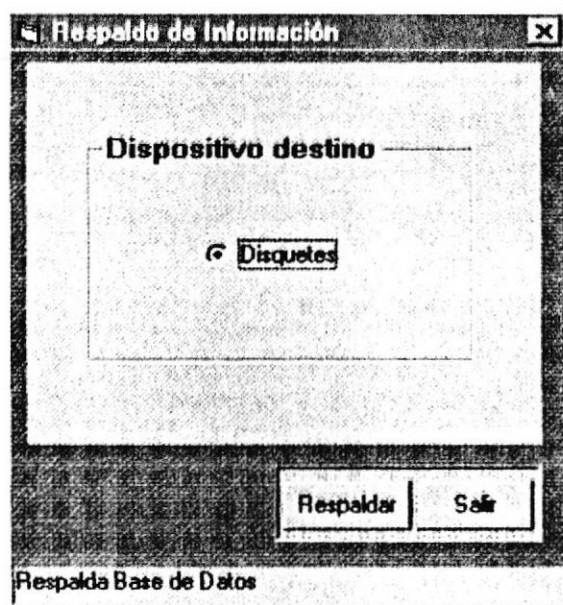 Respaldo de Información
Dispositivo destino
Disquetes
Respaldar Salir
Respalda Base de Datos